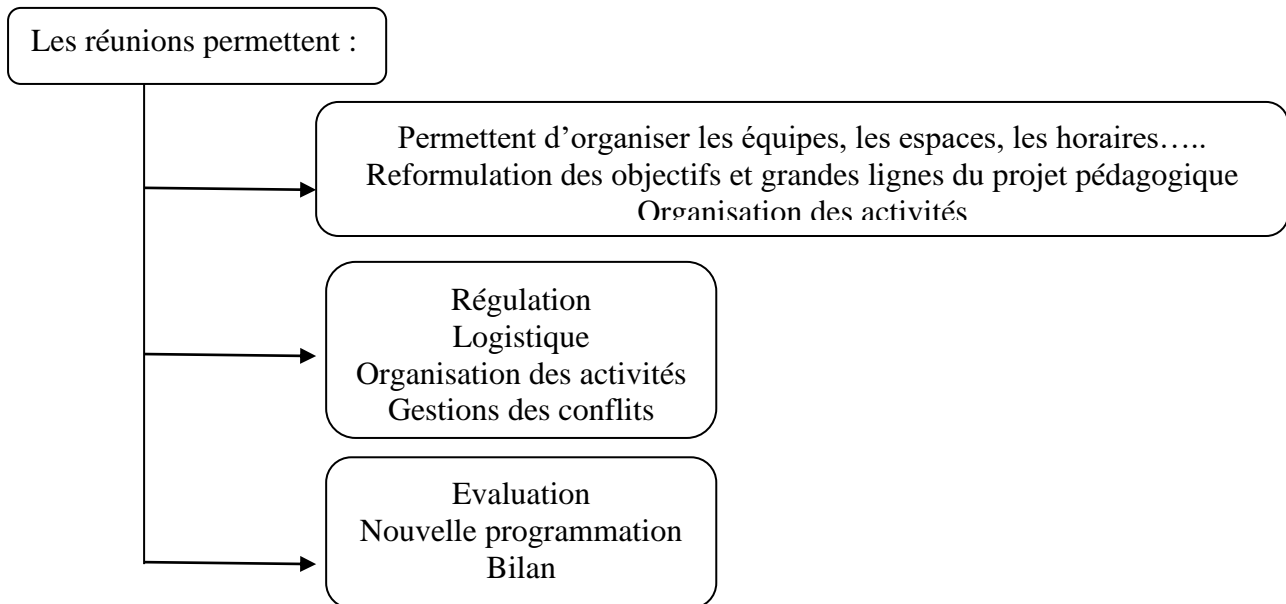 Les réunions permettent :
Permettent d’organiser les équipes, les espaces, les horaires…..
Reformulation des objectifs et grandes lignes du projet pédagogique
Organisation des activités
Régulation
Logistique
Organisation des activités
Gestions des conflits
Evaluation
Nouvelle programmation
Bilan